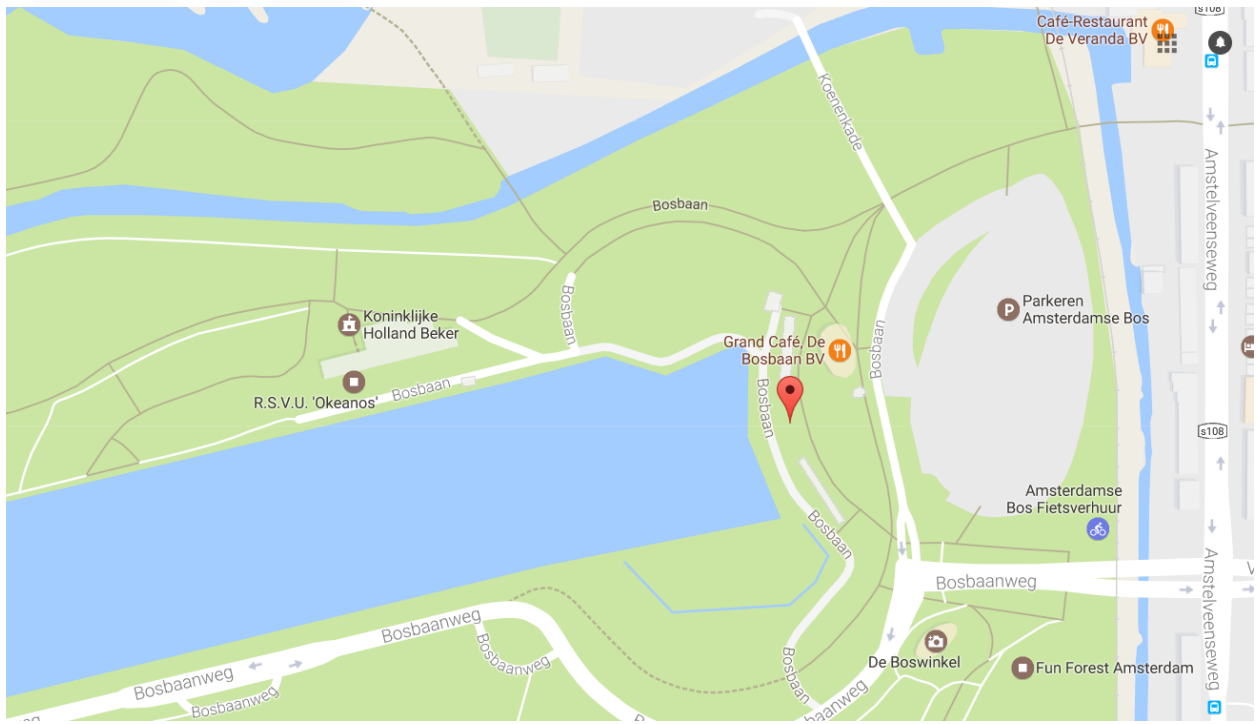 s108
Café-Restaurant
De Veranda BV
Koenenkade
Amstelveenseweg
Bosbaan
Bosbaan
Koninklijke
Holland Beker
P
Parkeren
Amsterdamse Bos
Grand Café, De
Bosbaan BV
Bosbaan
Bosbaan
R.S.V.U. 'Okeanos'
Bosbaan
s108
Amsterdamse
Bos Fietsverhuur
Bosbaan
Bosbaanweg
V
Amstelveenseweg
Bosbaanweg
Bosbaanweg
De Boswinkel
Fun Forest Amsterdam
Bosbaan
Bosbaanweg
Bosbaanweg
baanweg